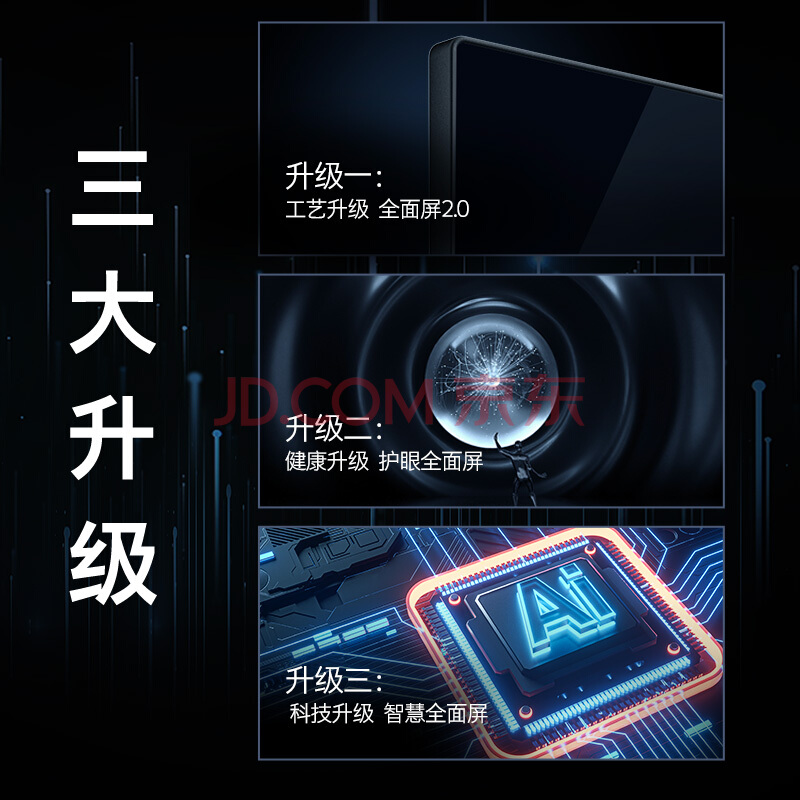 三大升级
升级一：
工艺升级 全面屏2.0
JD.COM 京东
升级二：
健康升级 护眼全面屏
Ai
升级三：
科技升级 智慧全面屏